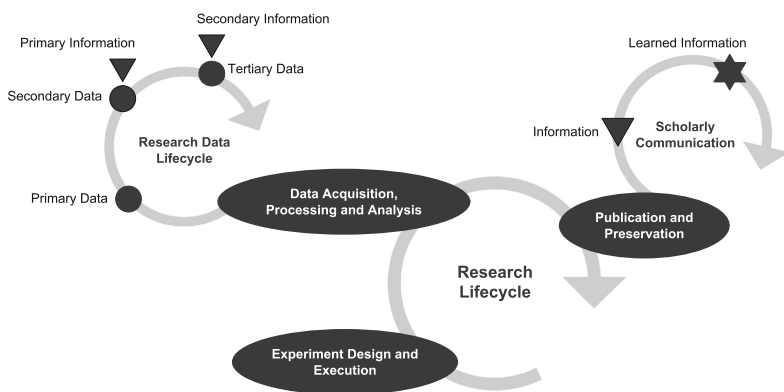 Secondary Information
Primary Information
Tertiary Data
Secondary Data
Research Data
Lifecycle
Primary Data
Data Acquisition,
Processing and Analysis
Learned Information
Information
Scholarly
Communication
Publication and
Preservation
Research
Lifecycle
Experiment Design and
Execution